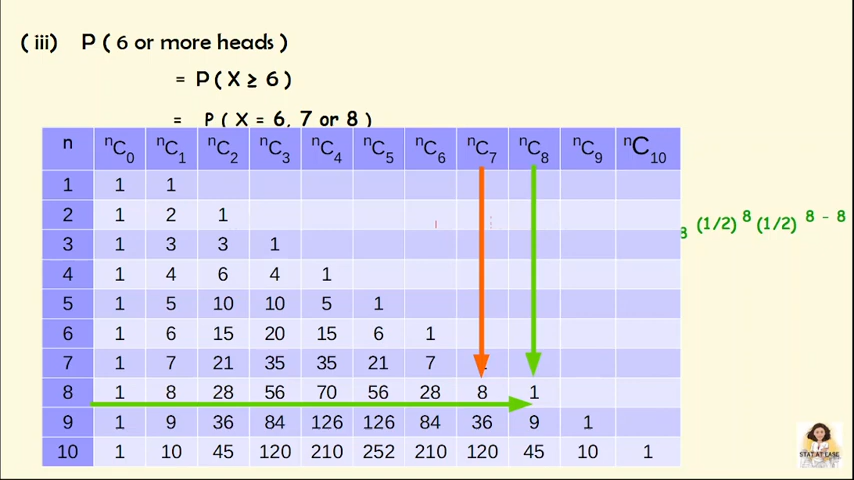 (iii) P ( 6 or more heads )
= P ( X ≥ 6 )
= P ( X = 6, 7 or 8 )
n ⁿC₀ ⁿC₁ ⁿC₂ ⁿC₃ ⁿC₄ ⁿC₅ ⁿC₆ ⁿC₇ ⁿC₈ ⁿC₉ ⁿC₁₀
1 1 1
2 1 2 1
8 (1/2) ⁸ (1/2) ⁸ ⁻ ⁸
3 1 3 3 1
4 1 4 6 4 1
5 1 5 10 10 5 1
6 1 6 15 20 15 6 1
7 1 7 21 35 35 21 7
8 1 8 28 56 70 56 28 8 1
9 1 9 36 84 126 126 84 36 9 1
10 1 10 45 120 210 252 210 120 45 10 1
STAT AT EASE